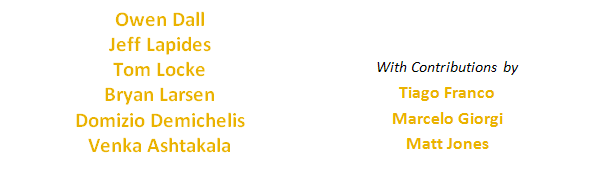 Owen Dall
Jeff Lapides
Tom Locke
Bryan Larsen
Domizio Demichelis
Venka Ashtakala
With Contributions by
Tiago Franco
Marcelo Giorgi
Matt Jones